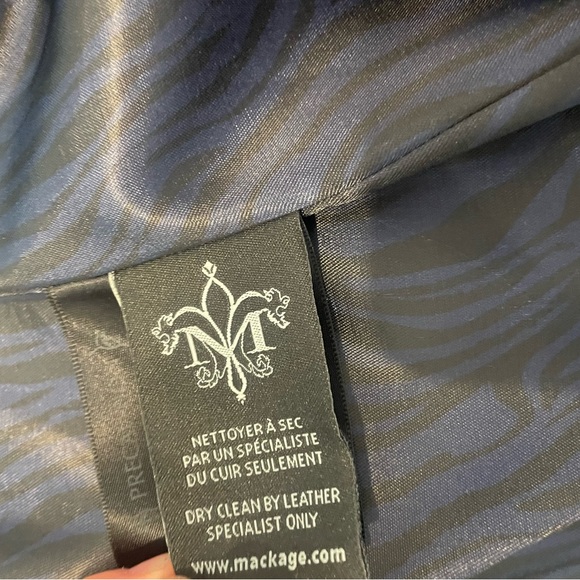 M
NETTOYER À SEC
PAR UN SPÉCIALISTE
DU CUIR SEULEMENT
DRY CLEAN BY LEATHER
SPECIALIST ONLY
www.mackage.com